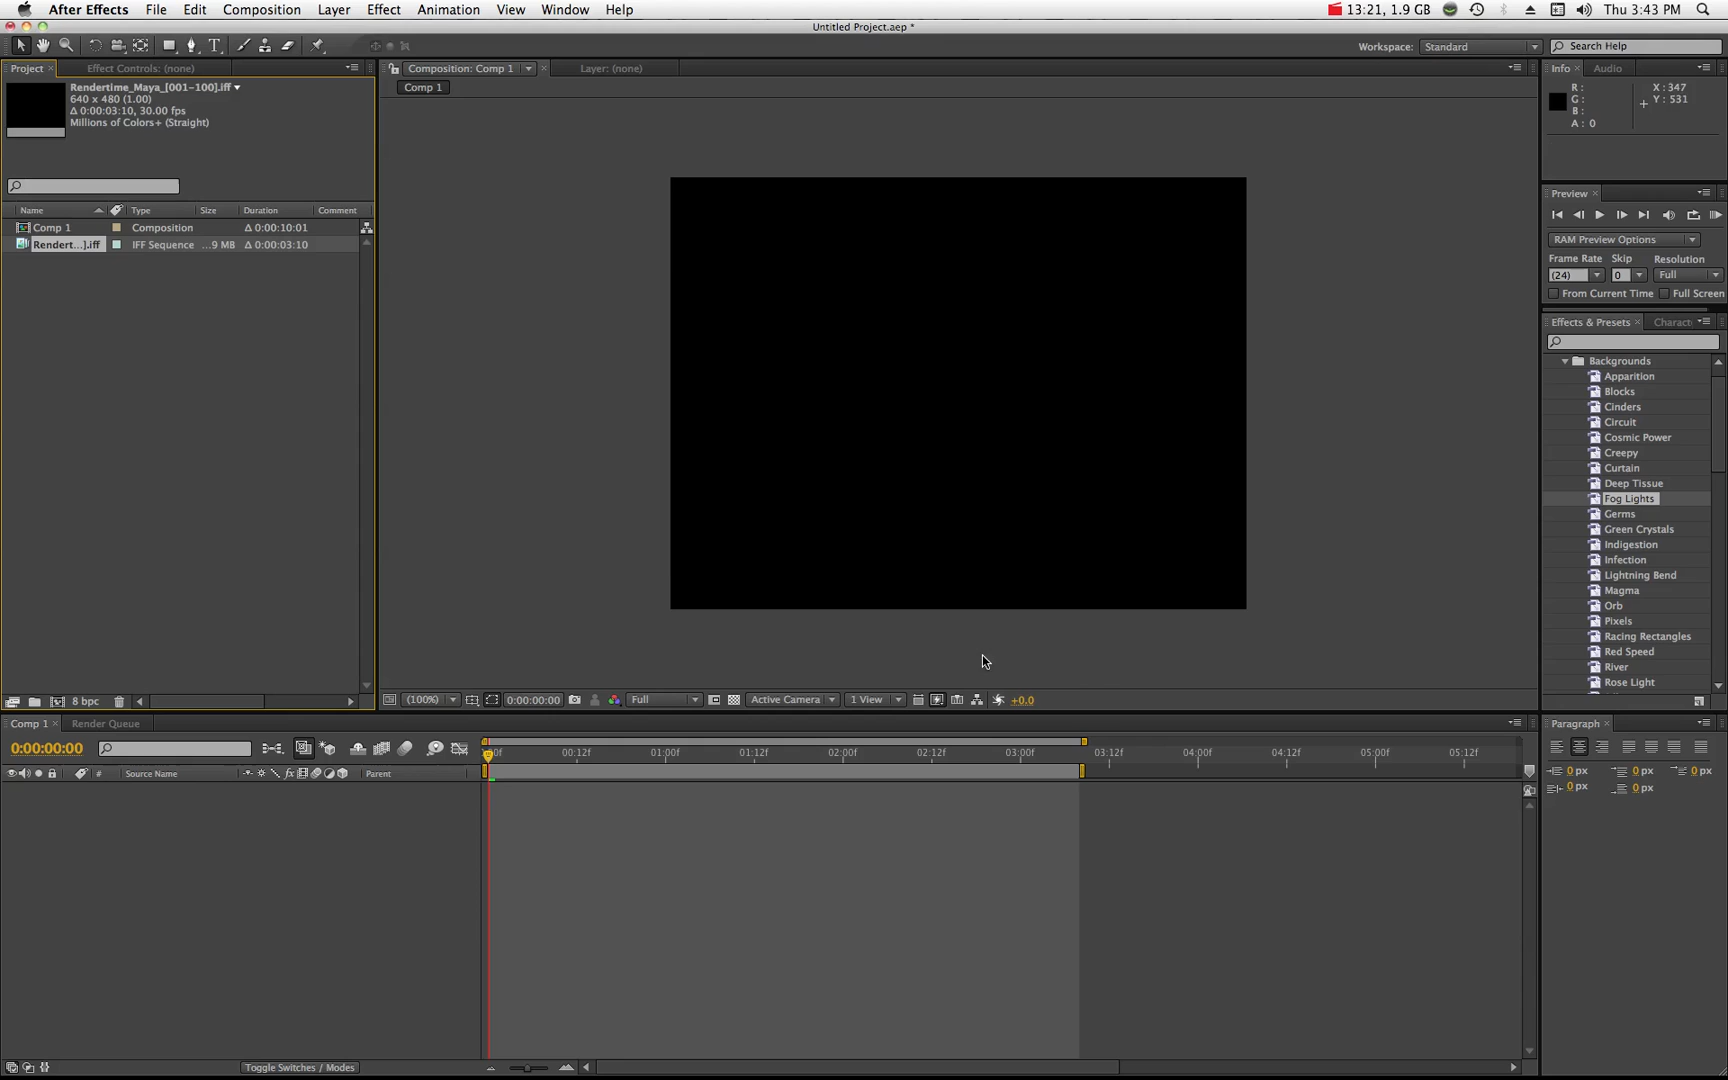 After Effects File Edit Composition Layer Effect Animation View Window Help 13:21, 1.9 GB Thu 3:43 PM
Untitled Project.aep *
Workspace: Standard Search Help
Project Effect Controls: (none) Composition: Comp 1 Layer: (none) Info Audio
Rendertime_Maya_[001-100].iff
640 x 480 (1.00)
Δ 0:00:03:10, 30.00 fps
Millions of Colors+ (Straight)
Comp 1
R:
G:
B:
A: 0
X: 347
Y: 531
Name Type Size Duration Comment
Comp 1 Composition Δ 0:00:10:01
Rendert...].iff IFF Sequence ...9 MB Δ 0:00:03:10
Preview
RAM Preview Options
Frame Rate Skip Resolution
(24) 0 Full
From Current Time Full Screen
Effects & Presets Charact
Backgrounds
Apparition
Blocks
Cinders
Circuit
Cosmic Power
Creepy
Curtain
Deep Tissue
Fog Lights
Germs
Green Crystals
Indigestion
Infection
Lightning Bend
Magma
Orb
Pixels
Racing Rectangles
Red Speed
River
Rose Light
8 bpc
(100%) 0:00:00:00 Full Active Camera 1 View +0.0
Comp 1 Render Queue
0:00:00:00
00f 00:12f 01:00f 01:12f 02:00f 02:12f 03:00f 03:12f 04:00f 04:12f 05:00f 05:12f
# Source Name fx Parent
Paragraph
0 px 0 px 0 px
0 px 0 px
Toggle Switches / Modes